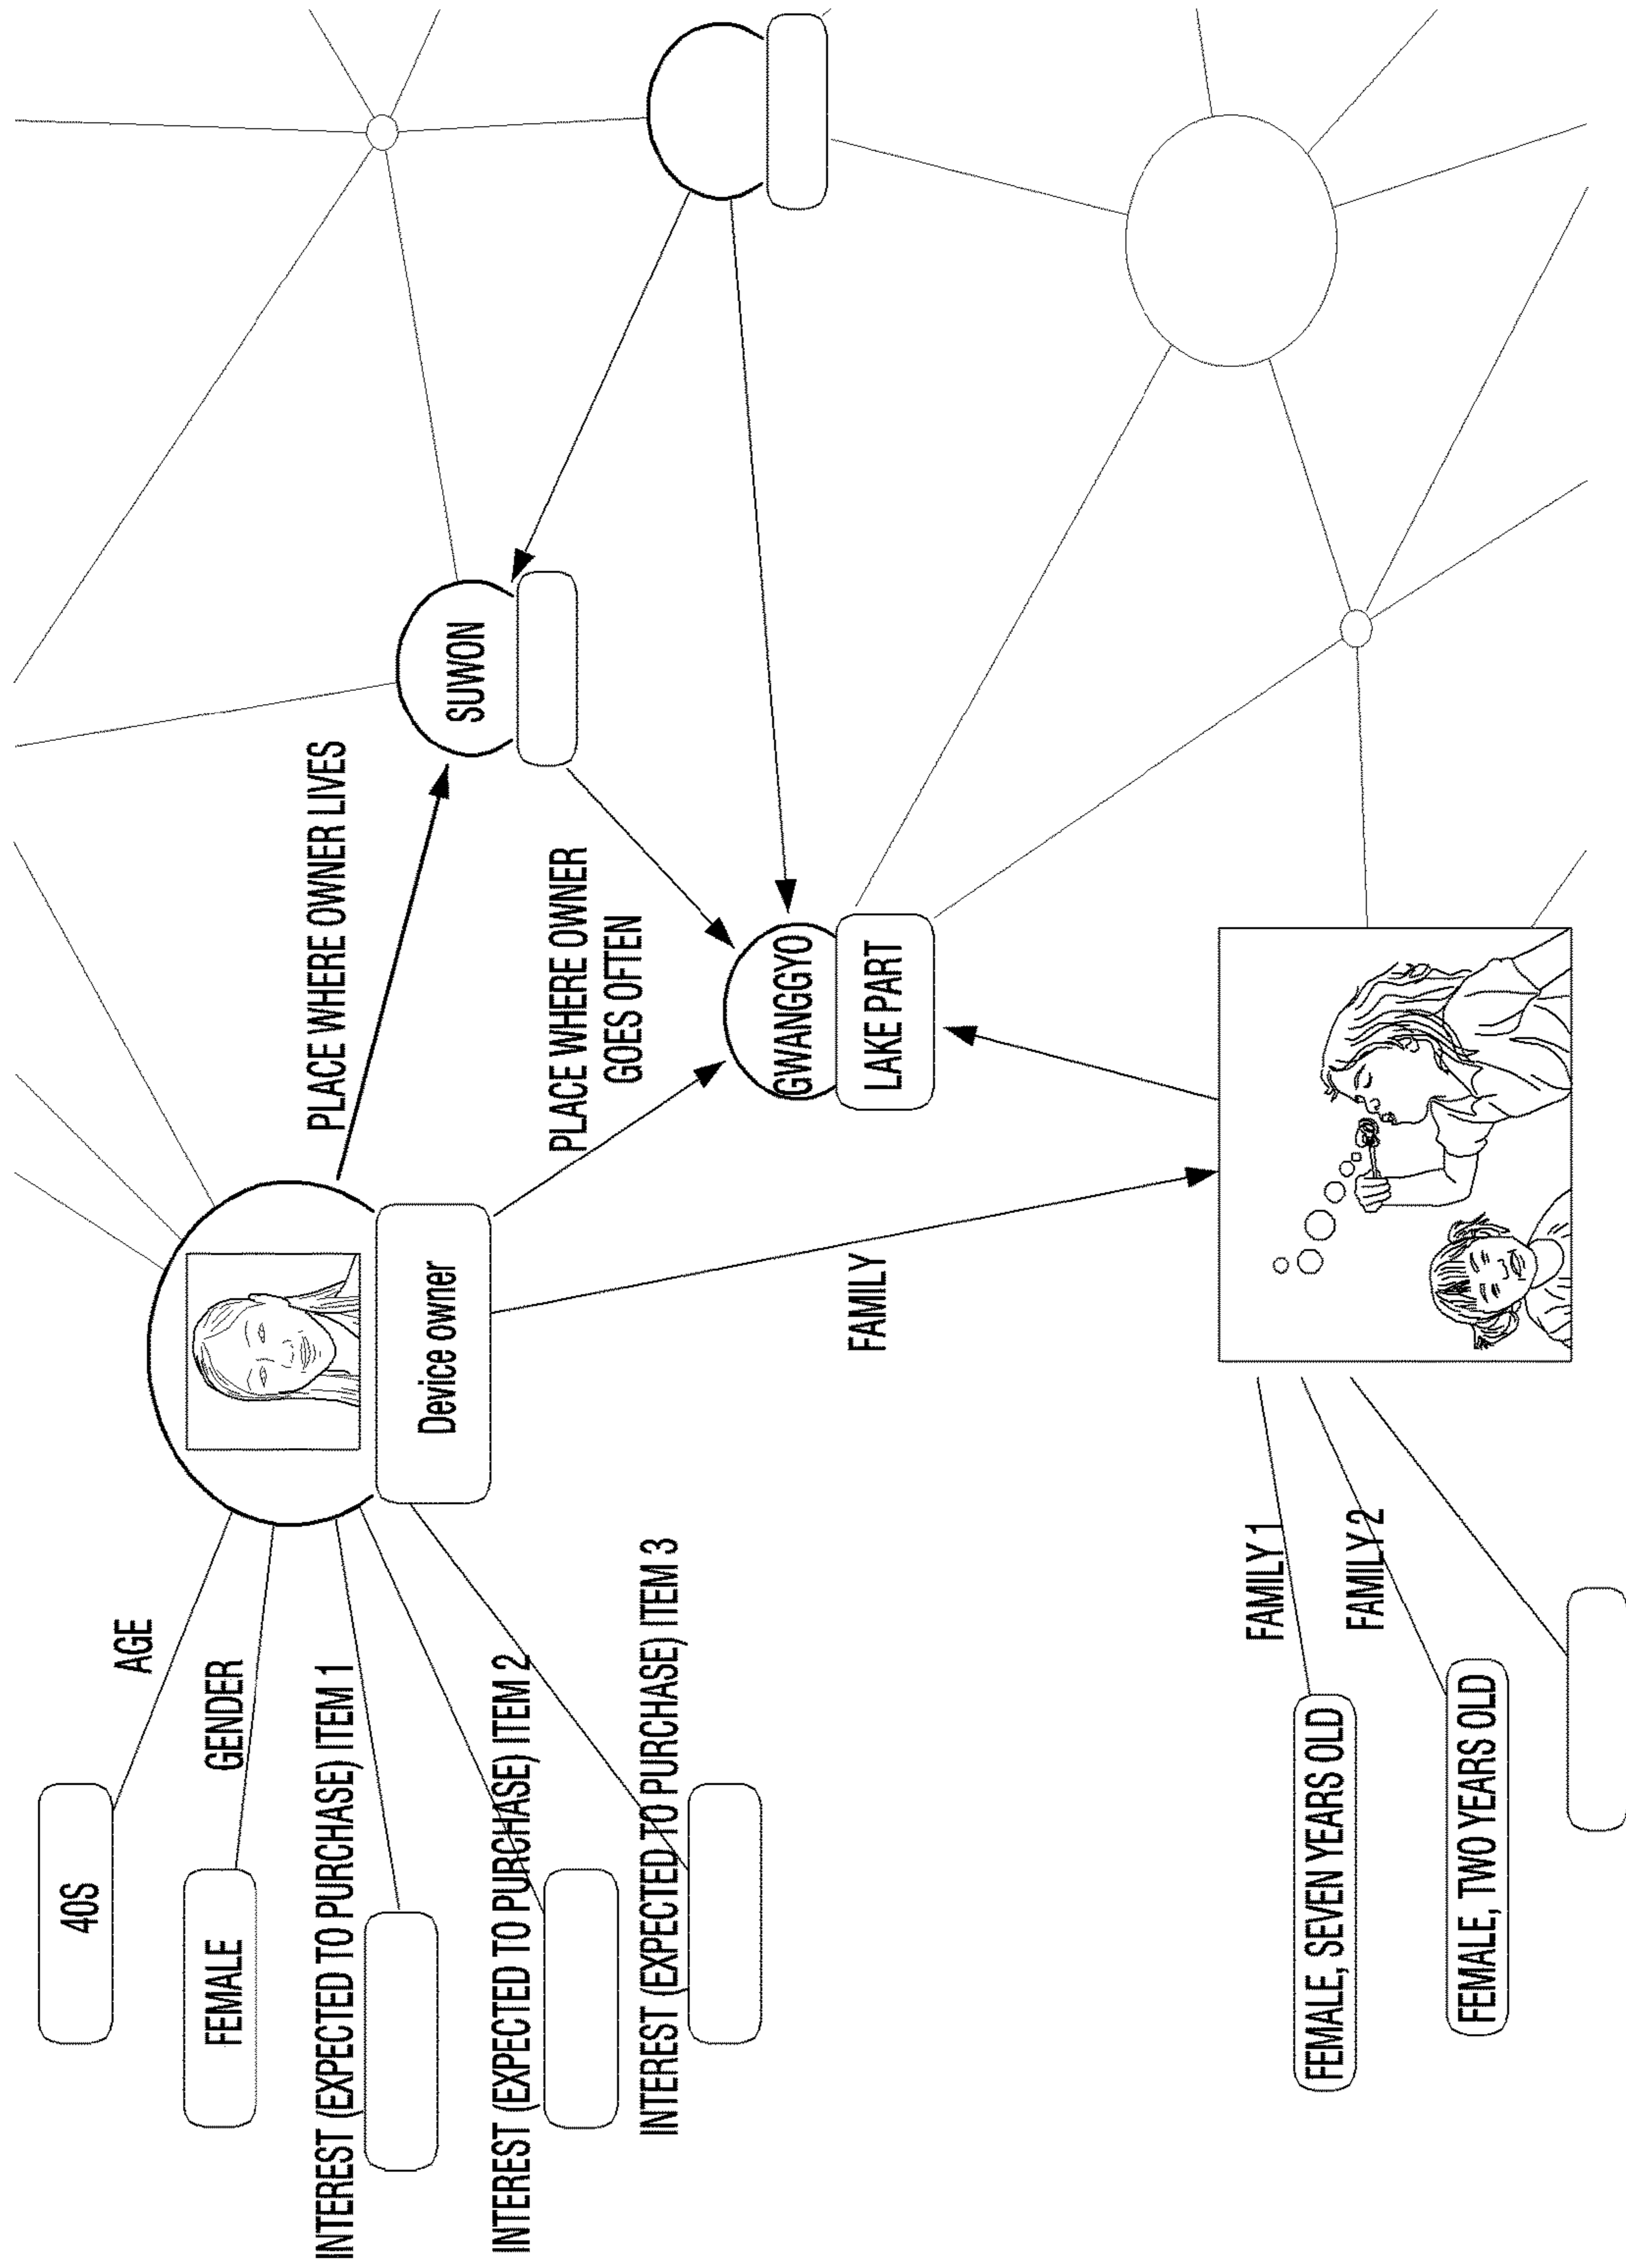 40S
AGE
FEMALE
GENDER
INTEREST (EXPECTED TO PURCHASE) ITEM 1
INTEREST (EXPECTED TO PURCHASE) ITEM 2
INTEREST (EXPECTED TO PURCHASE) ITEM 3
Device owner
PLACE WHERE OWNER LIVES
SUWON
PLACE WHERE OWNER
GOES OFTEN
GWANGGYO
LAKE PART
FAMILY
FAMILY 1
FEMALE, SEVEN YEARS OLD
FAMILY 2
FEMALE, TWO YEARS OLD